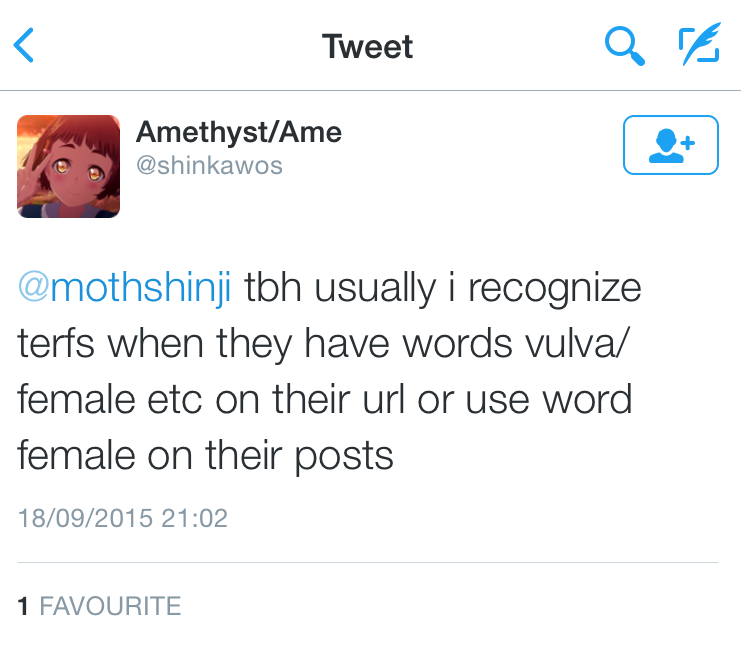 Tweet
Amethyst/Ame
@shinkawos
@mothshinji tbh usually i recognize
terfs when they have words vulva/
female etc on their url or use word
female on their posts
18/09/2015 21:02
1 FAVOURITE